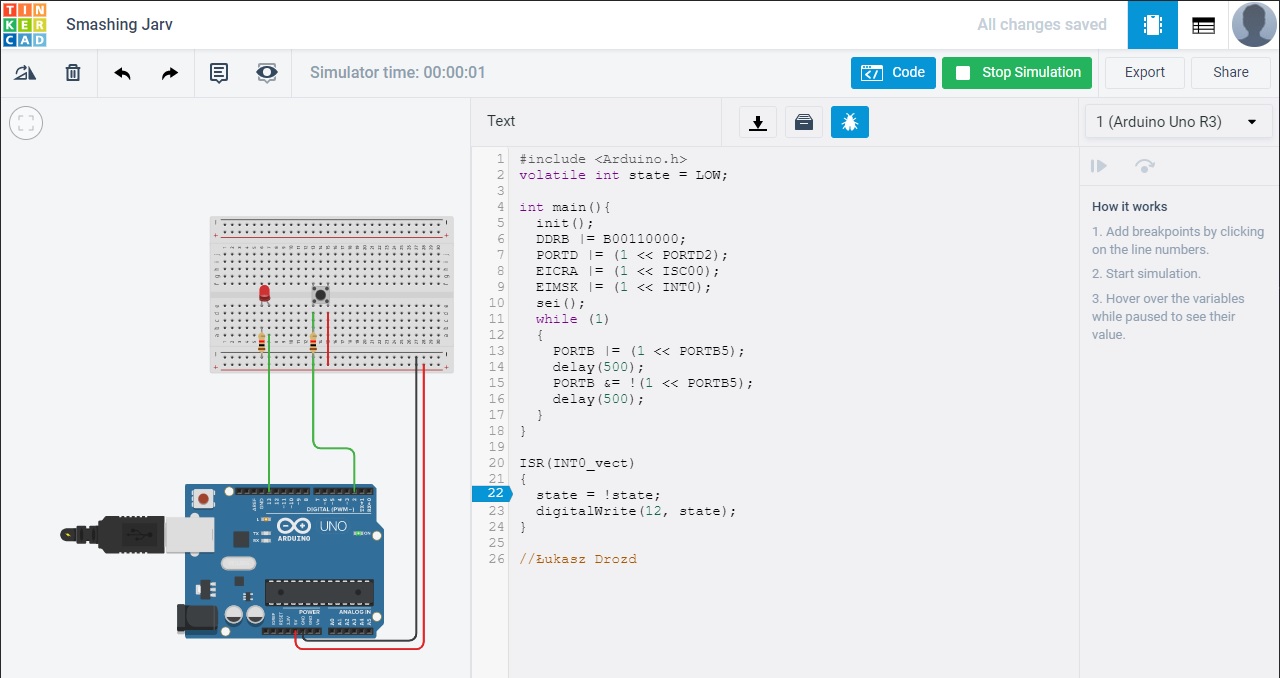 TIN
KER
CAD
Smashing Jarv
All changes saved
Simulator time: 00:00:01
Code
Stop Simulation
Export
Share
Text
1 (Arduino Uno R3)
1 #include <Arduino.h>
2 volatile int state = LOW;
3
4 int main(){
5 init();
6 DDRB |= B00110000;
7 PORTD |= (1 << PORTD2);
8 EICRA |= (1 << ISC00);
9 EIMSK |= (1 << INT0);
10 sei();
11 while (1)
12 {
13 PORTB |= (1 << PORTB5);
14 delay(500);
15 PORTB &= !(1 << PORTB5);
16 delay(500);
17 }
18 }
19
20 ISR(INT0_vect)
21 {
22 state = !state;
23 digitalWrite(12, state);
24 }
25
26 //Łukasz Drozd
How it works
1. Add breakpoints by clicking
on the line numbers.
2. Start simulation.
3. Hover over the variables
while paused to see their
value.
DIGITAL (PWM~)
UNO
ARDUINO
L
TX
RX
ON
POWER
ANALOG IN